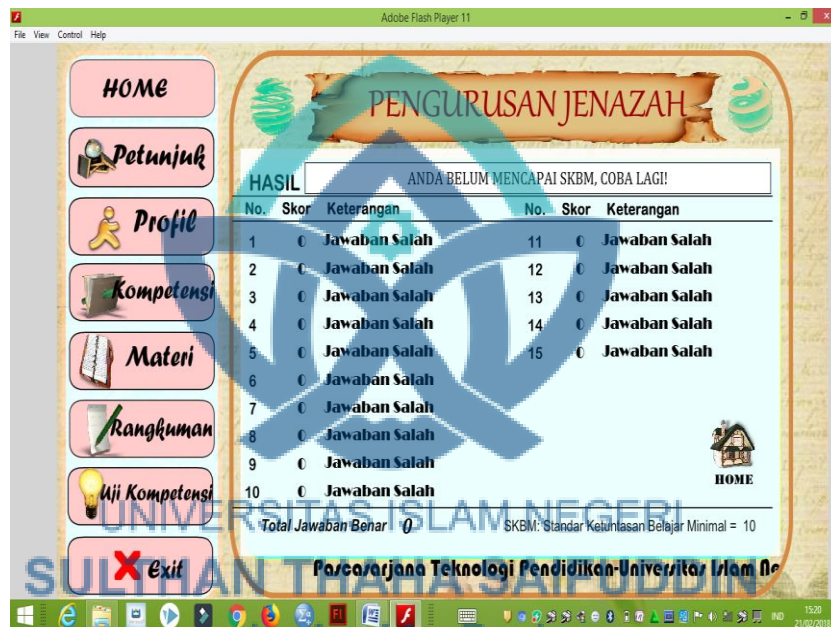 Adobe Flash Player 11
File View Control Help
HOME
Petunjuk
Profil
Kompetensi
Materi
Rangkuman
Uji Kompetensi
Exit
PENGURUSAN JENAZAH
HASIL ANDA BELUM MENCAPAI SKBM, COBA LAGI!
No. Skor Keterangan No. Skor Keterangan
1 0 Jawaban Salah 11 0 Jawaban Salah
2 0 Jawaban Salah 12 0 Jawaban Salah
3 0 Jawaban Salah 13 0 Jawaban Salah
4 0 Jawaban Salah 14 0 Jawaban Salah
5 0 Jawaban Salah 15 0 Jawaban Salah
6 0 Jawaban Salah
7 0 Jawaban Salah
8 0 Jawaban Salah
9 0 Jawaban Salah
10 0 Jawaban Salah
HOME
Total Jawaban Benar 0 SKBM: Standar Ketuntasan Belajar Minimal = 10
UNIVERSITAS ISLAM NEGERI
SULTHAN THAHA SAIFUDDIN
Pascasarjana Teknologi Pendidikan-Universitas Islam Ne
IND 15:20
21/02/2018